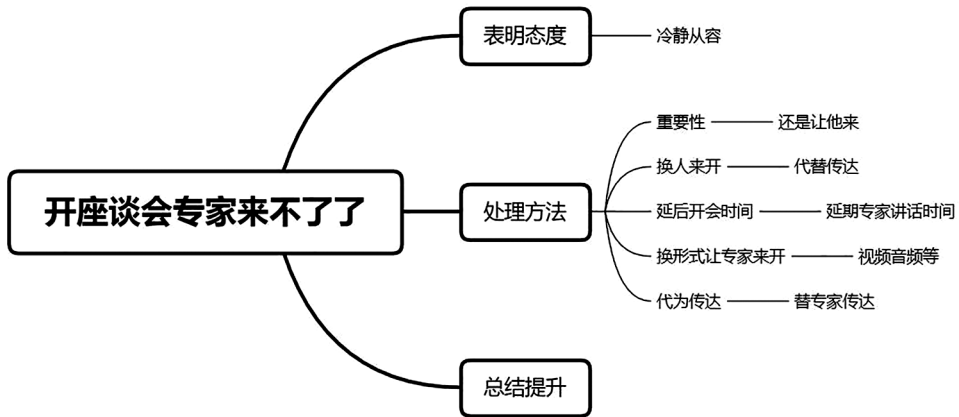 开座谈会专家来不了了
表明态度
冷静从容
处理方法
重要性
还是让他来
换人来开
代替传达
延后开会时间
延期专家讲话时间
换形式让专家来开
视频音频等
代为传达
替专家传达
总结提升